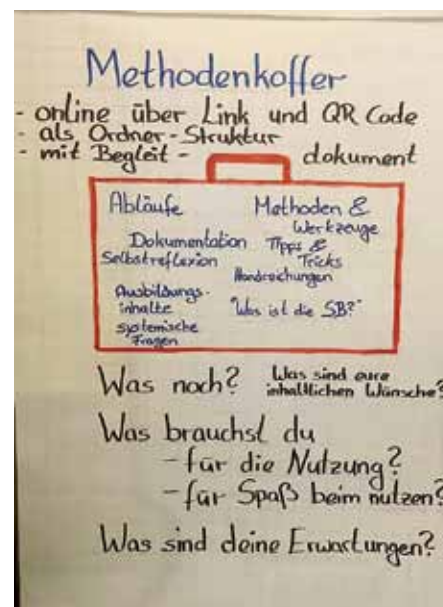 Methodenkoffer
- online über Link und QR Code
- als Ordner-Struktur
- mit Begleit- dokument
Abläufe
Methoden &
Werkzeuge
Dokumentation
Tipps &
Tricks
Selbstreflexion
Handreichungen
Ausbildungs-
inhalte
"Was ist die SB?"
systemische
Fragen
Was noch?
Was sind eure
inhaltlichen Wünsche?
Was brauchst du
- für die Nutzung?
- für Spaß beim nutzen?
Was sind deine Erwartungen?